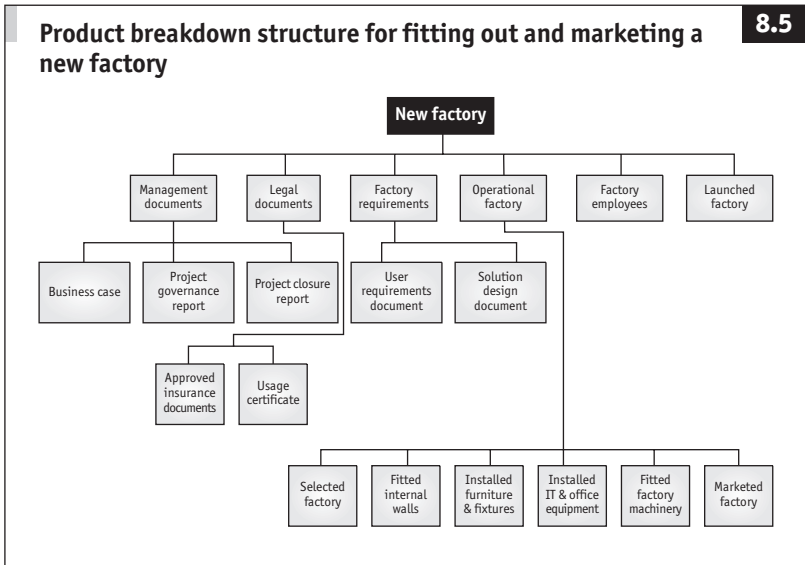 8.5
Product breakdown structure for fitting out and marketing a
new factory
New factory
Management
documents
Legal
documents
Factory
requirements
Operational
factory
Factory
employees
Launched
factory
Business case
Project
governance
report
Project closure
report
User
requirements
document
Solution
design
document
Approved
insurance
documents
Usage
certificate
Selected
factory
Fitted
internal
walls
Installed
furniture
& fixtures
Installed
IT & office
equipment
Fitted
factory
machinery
Marketed
factory